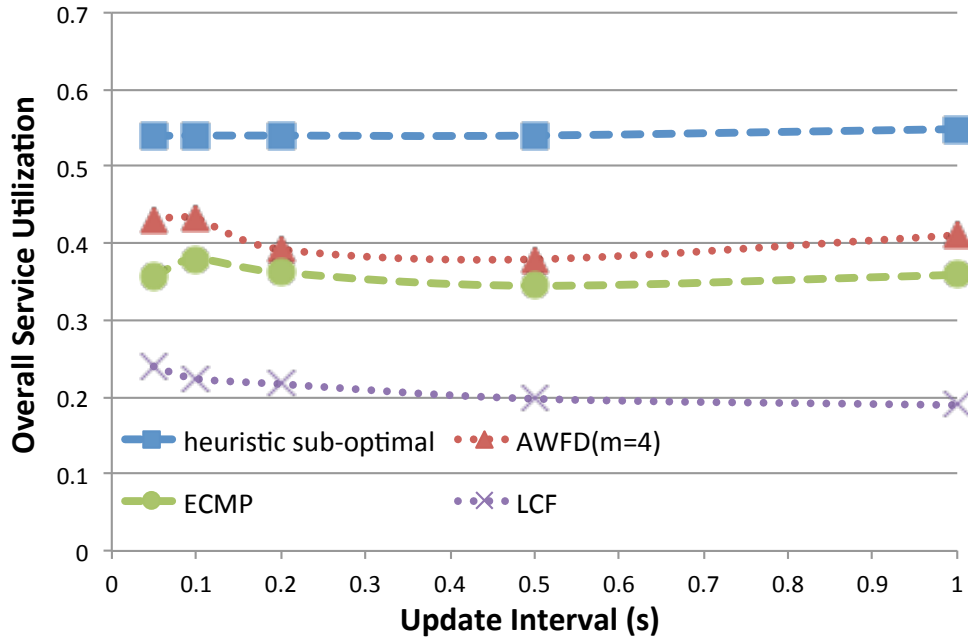 0.7
0.6
0.5
0.4
0.3
0.2
0.1
0
Overall Service Utilization
heuristic sub-optimal
AWFD(m=4)
ECMP
LCF
0 0.1 0.2 0.3 0.4 0.5 0.6 0.7 0.8 0.9 1
Update Interval (s)